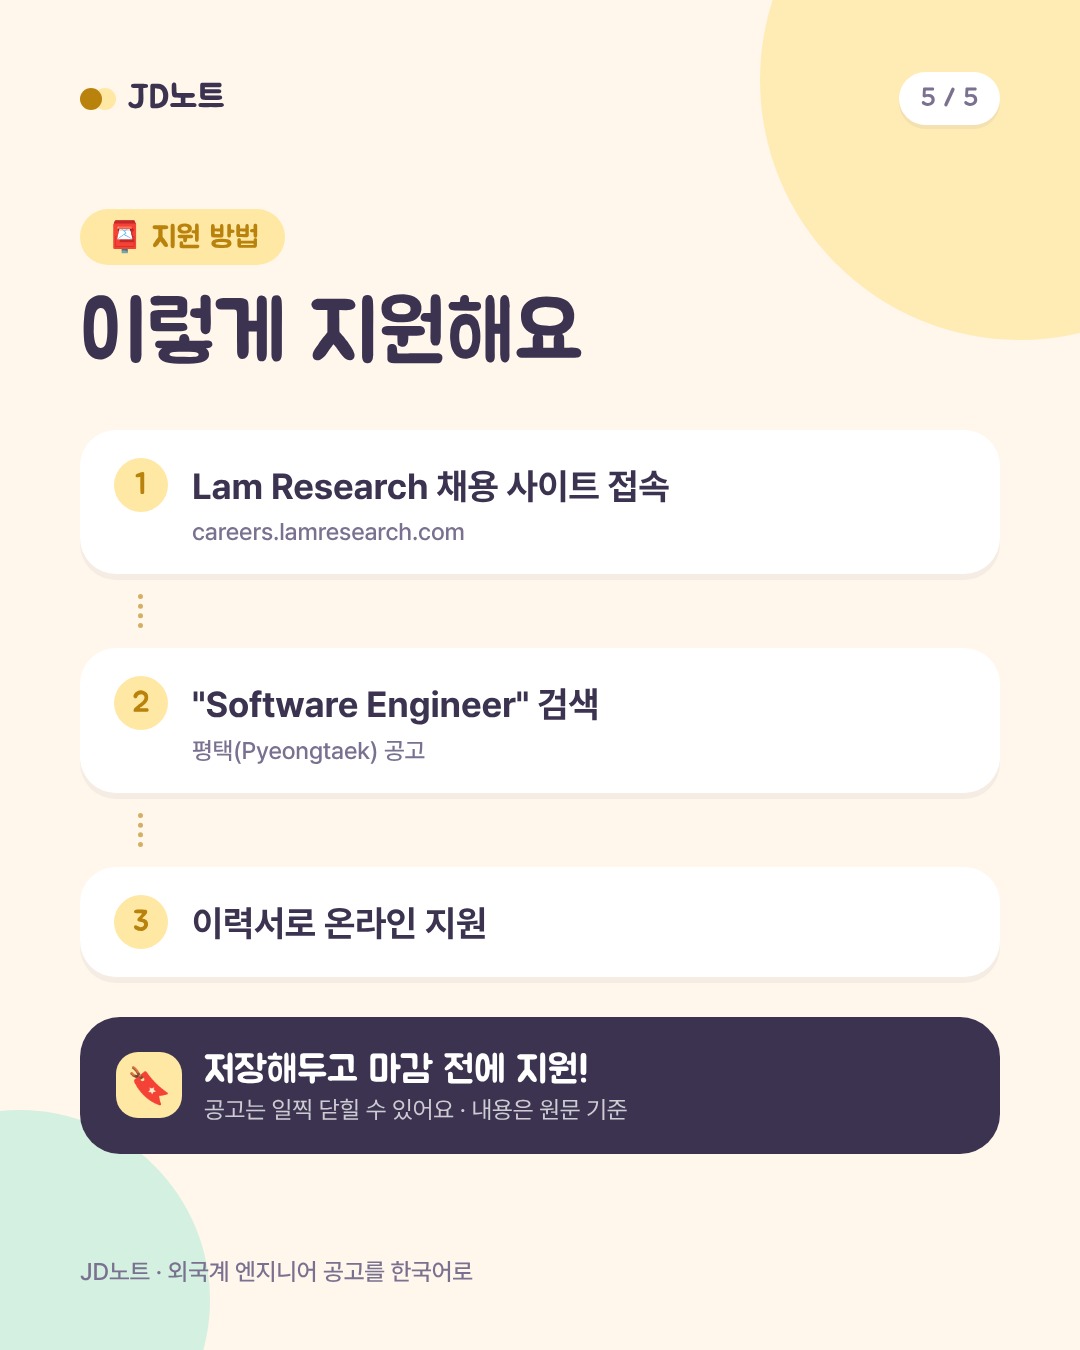 JD노트
5 / 5
지원 방법
이렇게 지원해요
1
Lam Research 채용 사이트 접속
careers.lamresearch.com
2
"Software Engineer" 검색
평택(Pyeongtaek) 공고
3
이력서로 온라인 지원
저장해두고 마감 전에 지원!
공고는 일찍 닫힐 수 있어요 · 내용은 원문 기준
JD노트 · 외국계 엔지니어 공고를 한국어로